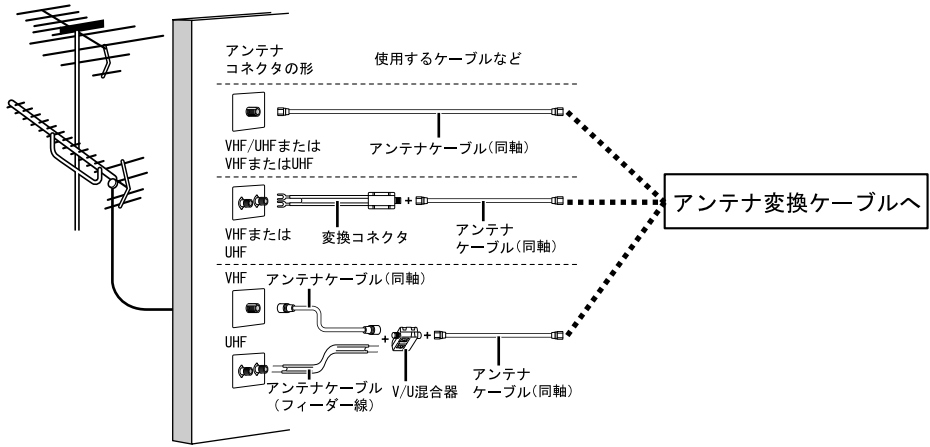 アンテナ
コネクタの形
使用するケーブルなど
VHF/UHFまたは
VHFまたはUHF
アンテナケーブル(同軸)
アンテナ変換ケーブルへ
VHFまたは
UHF
変換コネクタ
+
アンテナ
ケーブル(同軸)
VHF
アンテナケーブル(同軸)
UHF
+
+
アンテナケーブル
(フィーダー線)
V/U混合器
アンテナ
ケーブル(同軸)